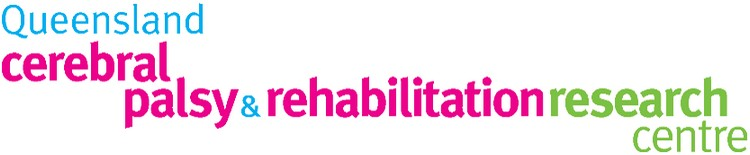 Queensland
cerebral
palsy & rehabilitation research
centre